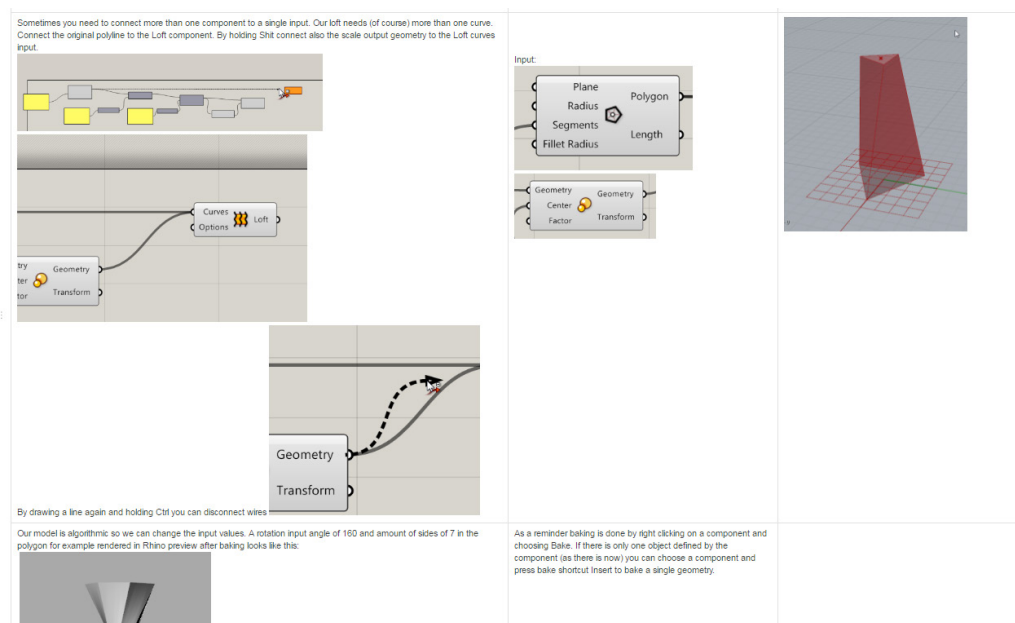 Sometimes you need to connect more than one component to a single input. Our loft needs (of course) more than one curve.
Connect the original polyline to the Loft component. By holding Shit connect also the scale output geometry to the Loft curves
input.
Curves
Options
Loft
try
ter
tor
Geometry
Transform
Geometry
Transform
By drawing a line again and holding Ctrl you can disconnect wires
Input:
Plane
Radius
Segments
Fillet Radius
Polygon
Length
Geometry
Center
Factor
Geometry
Transform
Our model is algorithmic so we can change the input values. A rotation input angle of 160 and amount of sides of 7 in the
polygon for example rendered in Rhino preview after baking looks like this:
As a reminder baking is done by right clicking on a component and
choosing Bake. If there is only one object defined by the
component (as there is now) you can choose a component and
press bake shortcut Insert to bake a single geometry.